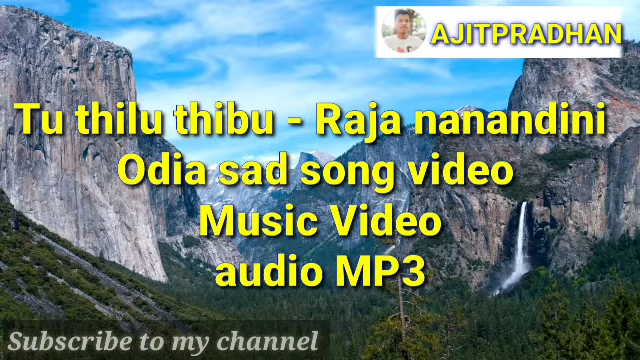 AJITPRADHAN
Tu thilu thibu - Raja nanandini
Odia sad song video
Music Video
audio MP3
Subscribe to my channel